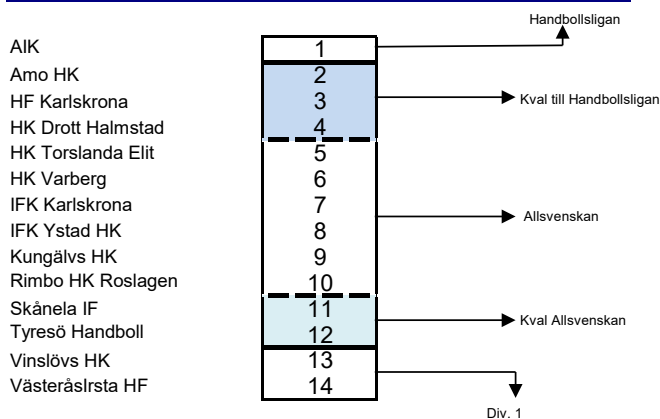 Handbollsligan
AIK 1
Amo HK 2
HF Karlskrona 3 Kval till Handbollsligan
HK Drott Halmstad 4
HK Torslanda Elit 5
HK Varberg 6
IFK Karlskrona 7 Allsvenskan
IFK Ystad HK 8
Kungälvs HK 9
Rimbo HK Roslagen 10
Skånela IF 11 Kval Allsvenskan
Tyresö Handboll 12
Vinslövs HK 13
VästeråsIrsta HF 14
Div. 1